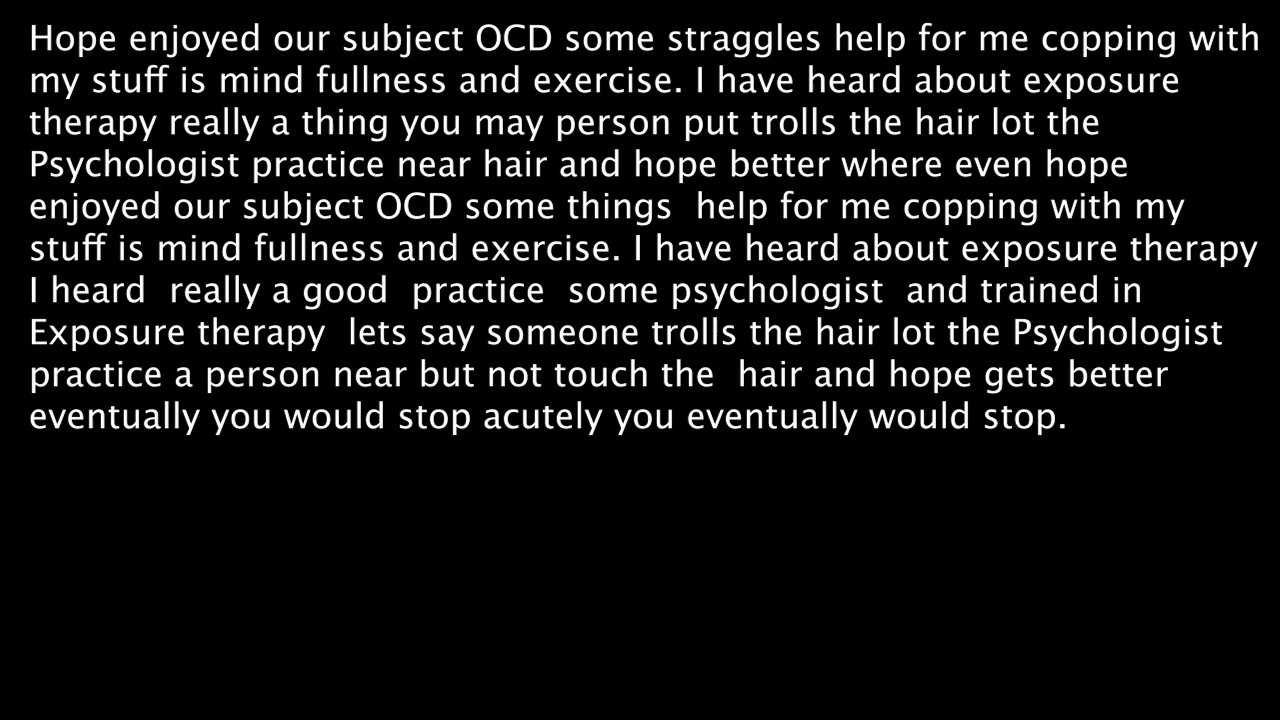 Hope enjoyed our subject OCD some straggles help for me copping with
my stuff is mind fullness and exercise. I have heard about exposure
therapy really a thing you may person put trolls the hair lot the
Psychologist practice near hair and hope better where even hope
enjoyed our subject OCD some things  help for me copping with my
stuff is mind fullness and exercise. I have heard about exposure therapy
I heard  really a good  practice  some psychologist  and trained in
Exposure therapy  lets say someone trolls the hair lot the Psychologist
practice a person near but not touch the  hair and hope gets better
eventually you would stop acutely you eventually would stop.